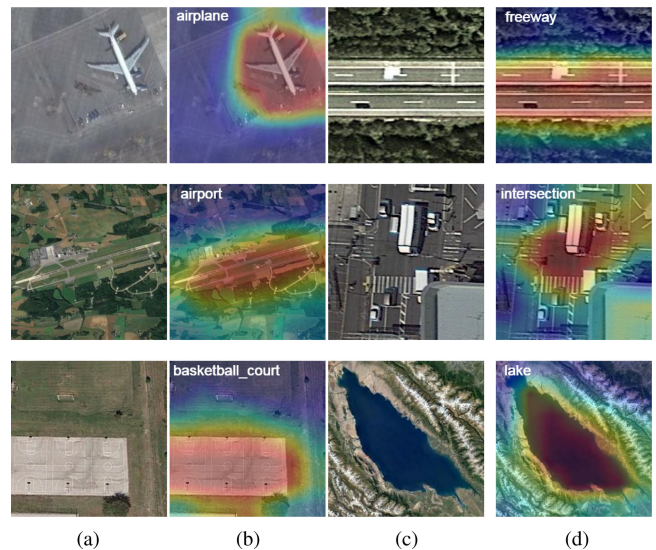 airplane
freeway
airport
intersection
basketball_court
lake
(a)
(b)
(c)
(d)